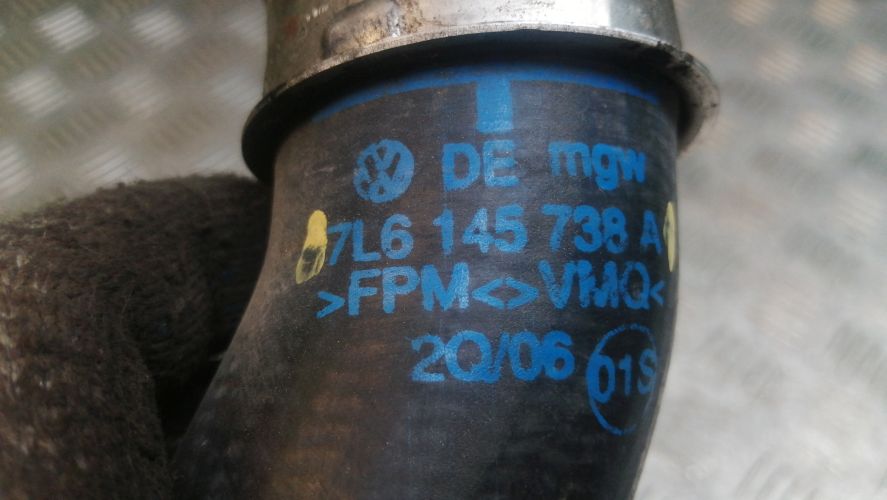 DE mgw
7L6 145 738 A
>FPM<>VMQ<
2Q/06 01S